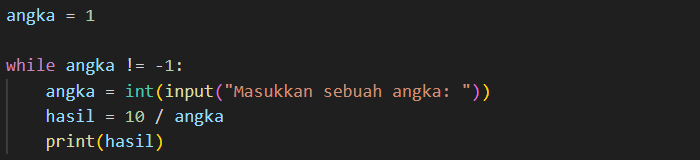 angka = 1
while angka != -1:
    angka = int(input("Masukkan sebuah angka: "))
    hasil = 10 / angka
    print(hasil)